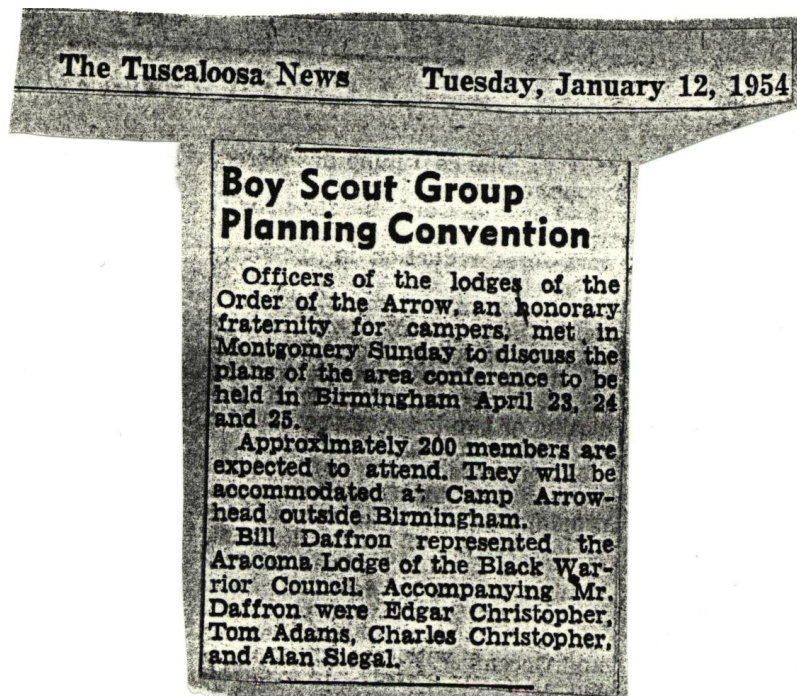 The Tuscaloosa News Tuesday, January 12, 1954
Boy Scout Group
Planning Convention
Officers of the lodges of the
Order of the Arrow, an honorary
fraternity for campers, met in
Montgomery Sunday to discuss the
plans of the area conference to be
held in Birmingham April 23, 24
and 25.
Approximately 200 members are
expected to attend. They will be
accommodated at Camp Arrow-
head outside Birmingham.
Bill Daffron represented the
Aracoma Lodge of the Black War-
rior Council. Accompanying Mr.
Daffron were Edgar Christopher,
Tom Adams, Charles Christopher,
and Alan Siegal.